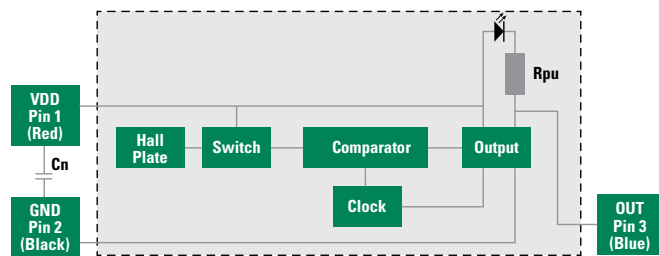 Rpu
VDD
Pin 1
(Red)
Cn
GND
Pin 2
(Black)
Hall
Plate
Switch
Comparator
Output
Clock
OUT
Pin 3
(Blue)